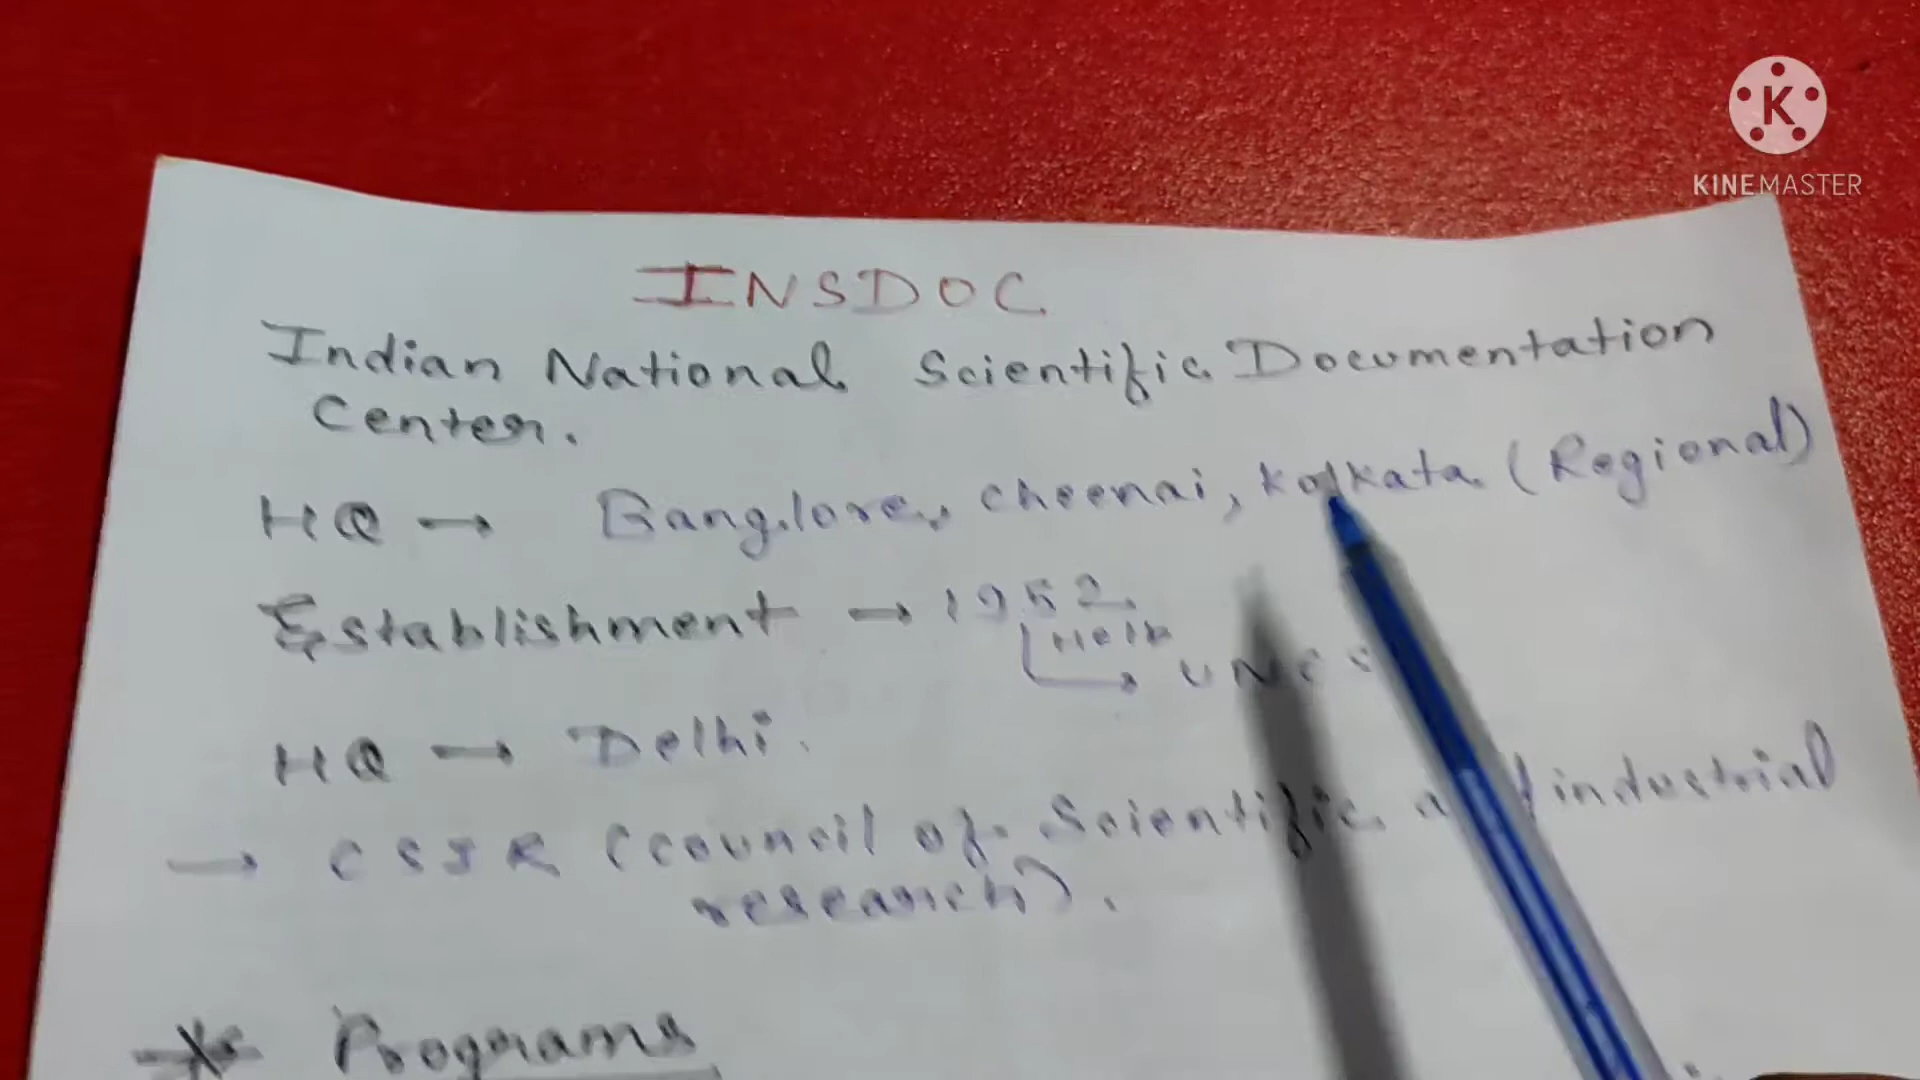 K
KINEMASTER
INSDOC
Indian National Scientific Documentation
Center.
HQ → Banglore, Cheenai, Kolkata (Regional)
Establishment → 1952.
Help
HQ → Delhi.
→ CSIR (Council of Scientific industrial
research).
* Programs